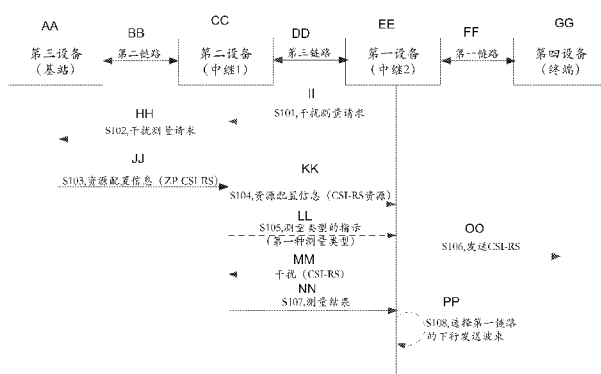 AA
BB
CC
DD
EE
FF
GG
第三设备
(基站)
第二链路
第二设备
(中继1)
第三链路
第一设备
(中继2)
第一链路
第四设备
(终端)
II
S101,干扰测量请求
HH
S102,干扰测量请求
JJ
S103,资源配置信息(ZP CSI RS)
KK
S104,资源配置信息(CSI-RS资源)
LL
S105,测量类型的指示
(第一种测量类型)
OO
S106,发送CSI-RS
MM
干扰(CSI-RS)
NN
S107,测量结果
PP
S108,选择第一链路
的下行发送波束